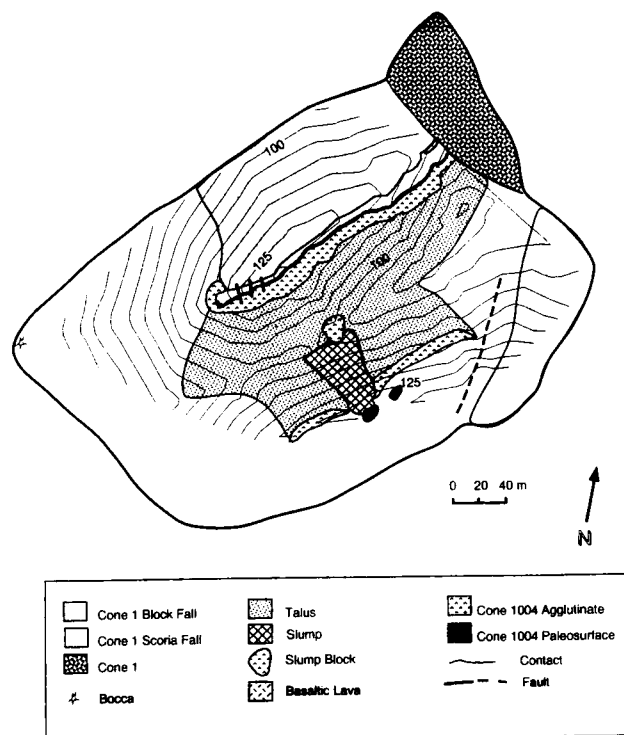 100
125
100
125
0 20 40 m
N
Cone 1 Block Fall
Cone 1 Scoria Fall
Cone 1
Bocca
Talus
Slump
Slump Block
Basaltic Lava
Cone 1004 Agglutinate
Cone 1004 Paleosurface
Contact
Fault